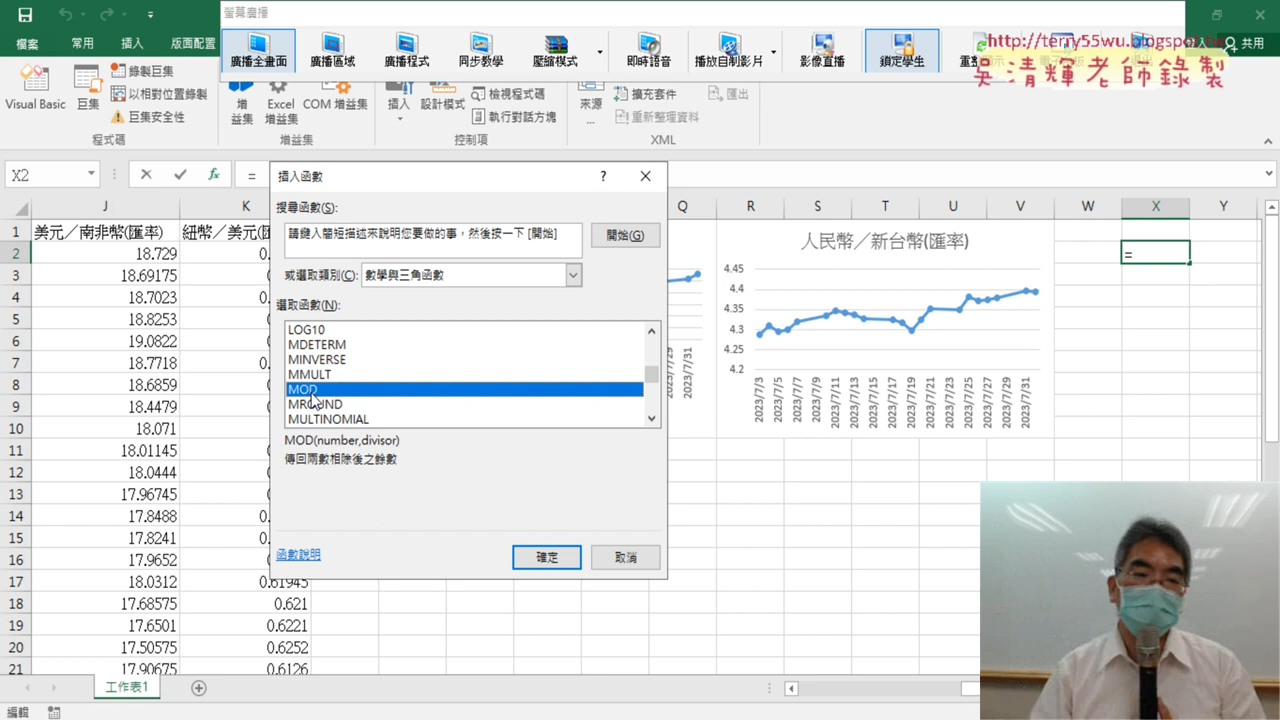 螢幕廣播
檔案 常用 插入 版面配置
廣播全畫面 廣播區域 廣播程式 同步教學 壓縮模式 即時語音 播放自制影片 影像直播 鎖定學生
共用
http://terry55wu.blogspot.tw
吳清輝老師錄製
Visual Basic 巨集 錄製巨集 以相對位置錄製 巨集安全性
程式碼
增益集 Excel 增益集 COM 增益集
增益集
插入 設計模式 檢視程式碼 執行對話方塊
控制項
來源 ... 擴充套件 匯出 重新整理資料
XML
X2 fx =
插入函數 ? ×
搜尋函數(S):
請鍵入簡短描述來說明您要做的事，然後按一下 [開始]
開始(G)
或選取類別(C): 數學與三角函數
選取函數(N):
LOG10
MDETERM
MINVERSE
MMULT
MOD
MROUND
MULTINOMIAL
MOD(number,divisor)
傳回兩數相除後之餘數
函數說明 確定 取消
J K Q R S T U V W X Y
1 美元／南非幣(匯率) 紐幣／美元(匯
2 18.729 0. =
3 18.69175
4 18.7023
5 18.8253
6 19.0822
7 18.7718
8 18.6859
9 18.4479
10 18.071
11 18.01145
12 18.0444
13 17.96745
14 17.8488 0.
15 17.8241 0.
16 17.9652
17 18.0312 0.61945
18 17.68575 0.621
19 17.6501 0.6221
20 17.50575 0.6252
21 17.90675 0.6126
人民幣／新台幣(匯率)
4.45
4.4
4.35
4.3
4.25
4.2
2023/7/29 2023/7/31
2023/7/3 2023/7/5 2023/7/7 2023/7/9 2023/7/11 2023/7/13 2023/7/15 2023/7/17 2023/7/19 2023/7/21 2023/7/23 2023/7/25 2023/7/27 2023/7/29 2023/7/31
工作表1
編輯